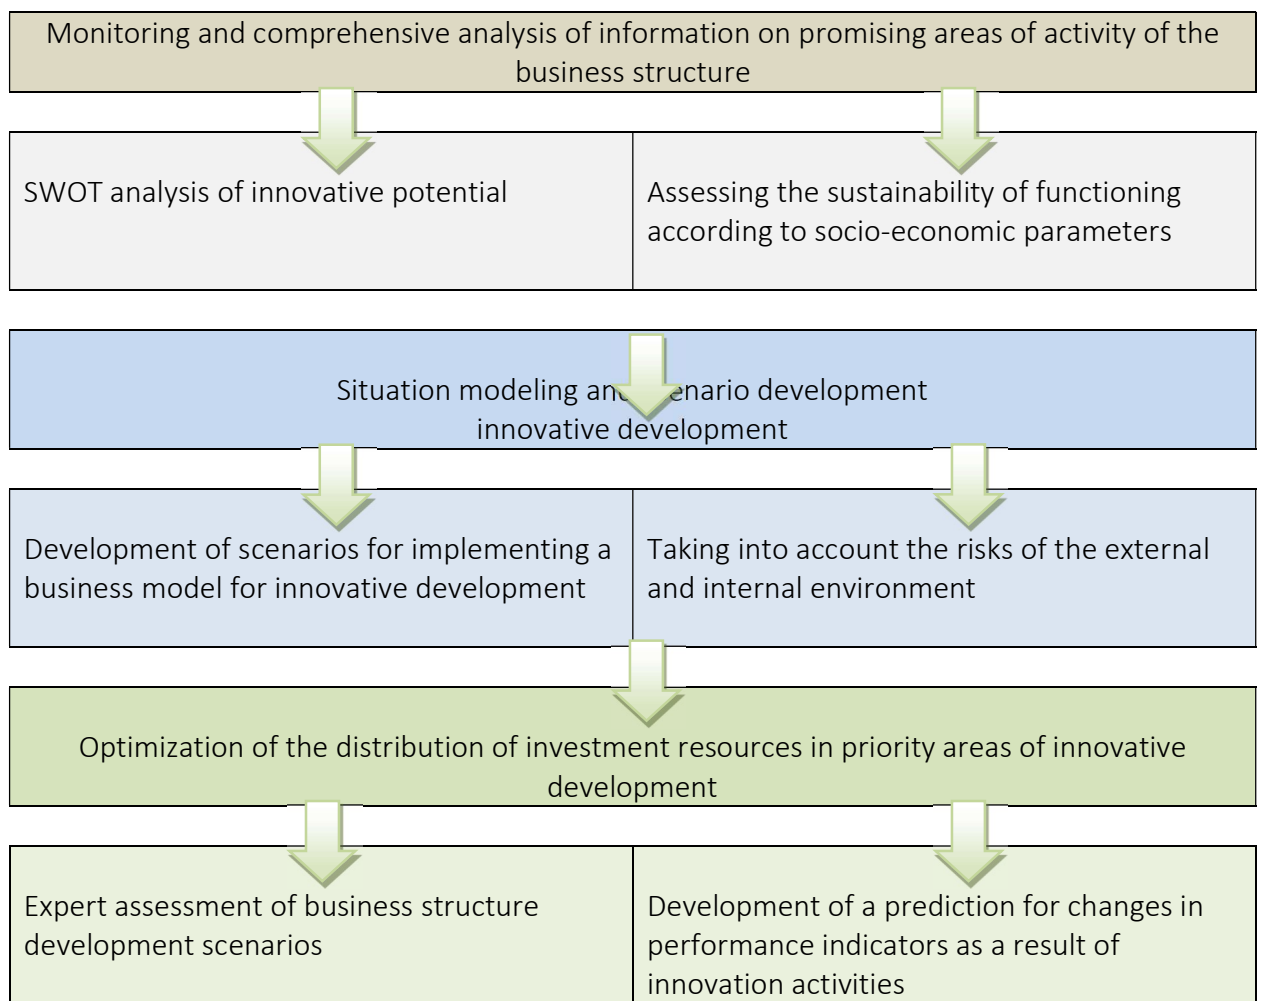 Monitoring and comprehensive analysis of information on promising areas of activity of the
business structure
SWOT analysis of innovative potential
Assessing the sustainability of functioning
according to socio-economic parameters
Situation modeling and scenario development
innovative development
Development of scenarios for implementing a
business model for innovative development
Taking into account the risks of the external
and internal environment
Optimization of the distribution of investment resources in priority areas of innovative
development
Expert assessment of business structure
development scenarios
Development of a prediction for changes in
performance indicators as a result of
innovation activities